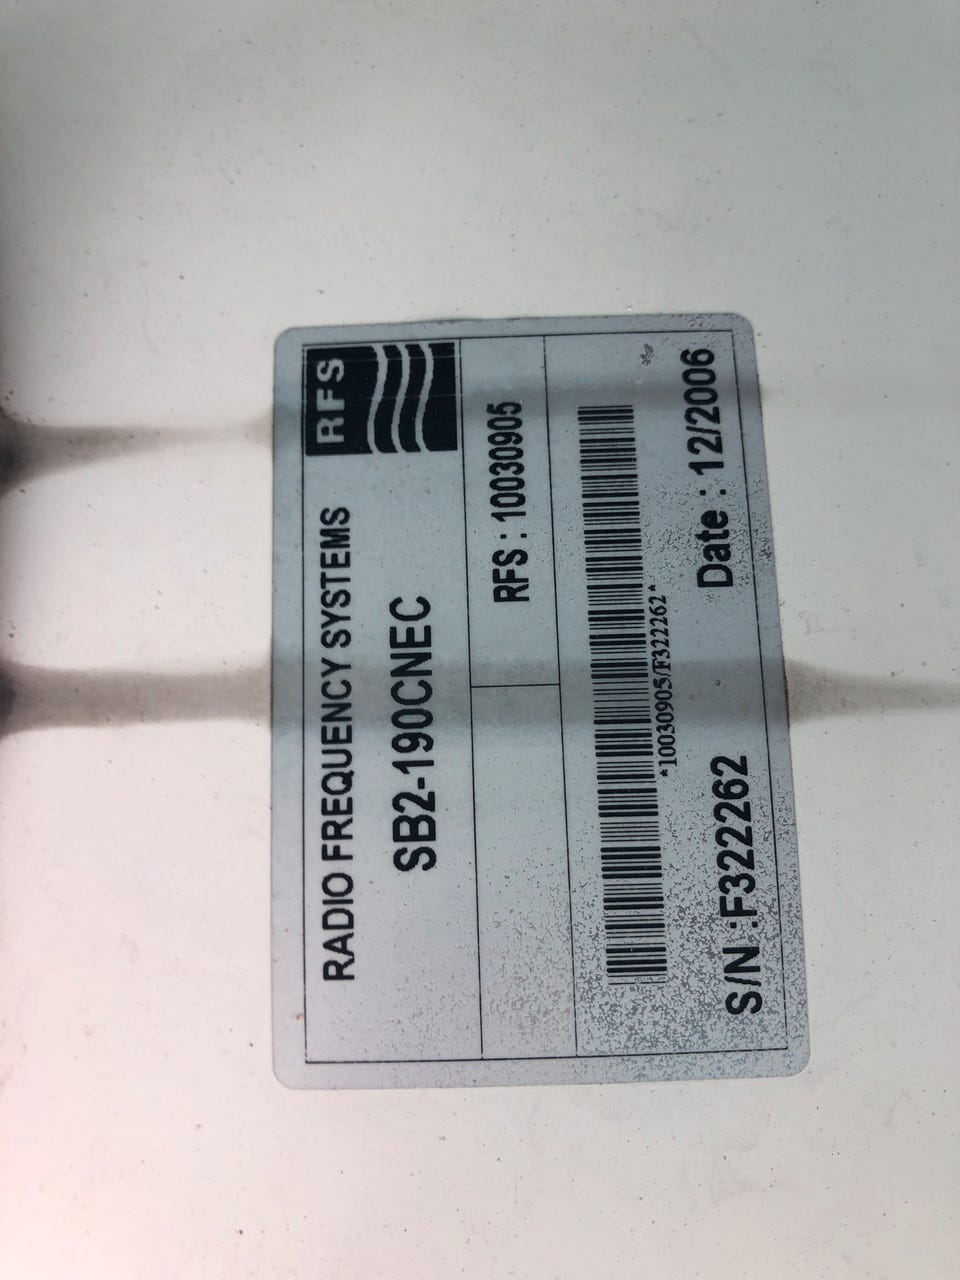 RFS
RADIO FREQUENCY SYSTEMS
SB2-190CNEC
RFS : 10030905
*10030905/F322262*
S/N :F322262
Date : 12/2006